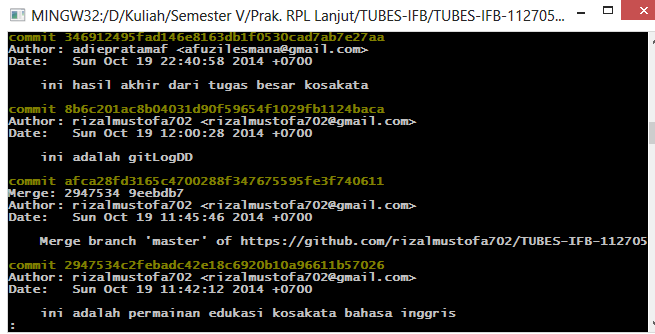 MINGW32:/D/Kuliah/Semester V/Prak. RPL Lanjut/TUBES-IFB/TUBES-IFB-112705...
commit 346912495fad146e8163db1f0530cad7ab7e27aa
Author: adiepratamaf <afuzilesmana@gmail.com>
Date:   Sun Oct 19 22:40:58 2014 +0700
    ini hasil akhir dari tugas besar kosakata
commit 8b6c201ac8b04031d90f59654f1029fb1124baca
Author: rizalmustofa702 <rizalmustofa702@gmail.com>
Date:   Sun Oct 19 12:00:28 2014 +0700
    ini adalah gitLogDD
commit afca28fd3165c4700288f347675595fe3f740611
Merge: 2947534 9eebdb7
Author: rizalmustofa702 <rizalmustofa702@gmail.com>
Date:   Sun Oct 19 11:45:46 2014 +0700
    Merge branch 'master' of https://github.com/rizalmustofa702/TUBES-IFB-112705
commit 2947534c2febadc42e18c6920b10a96611b57026
Author: rizalmustofa702 <rizalmustofa702@gmail.com>
Date:   Sun Oct 19 11:42:12 2014 +0700
    ini adalah permainan edukasi kosakata bahasa inggris
: